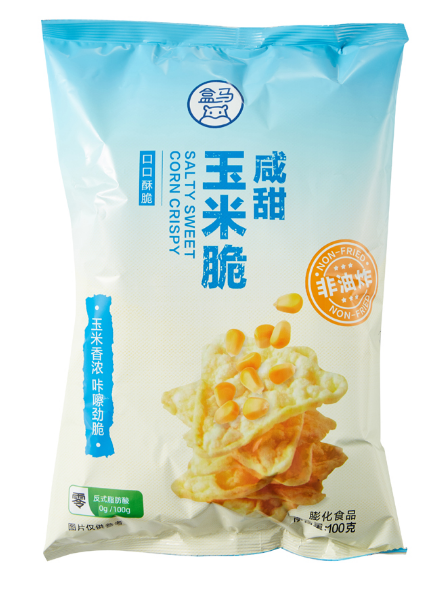 盒马
咸甜
玉米脆
SALTY SWEET
CORN CRISPY
口口酥脆
NON-FRIED
非油炸
NON-FRIED
玉米香浓 咔嚓劲脆
零
反式脂肪酸
0g / 100g
图片仅供参考
膨化食品
100克